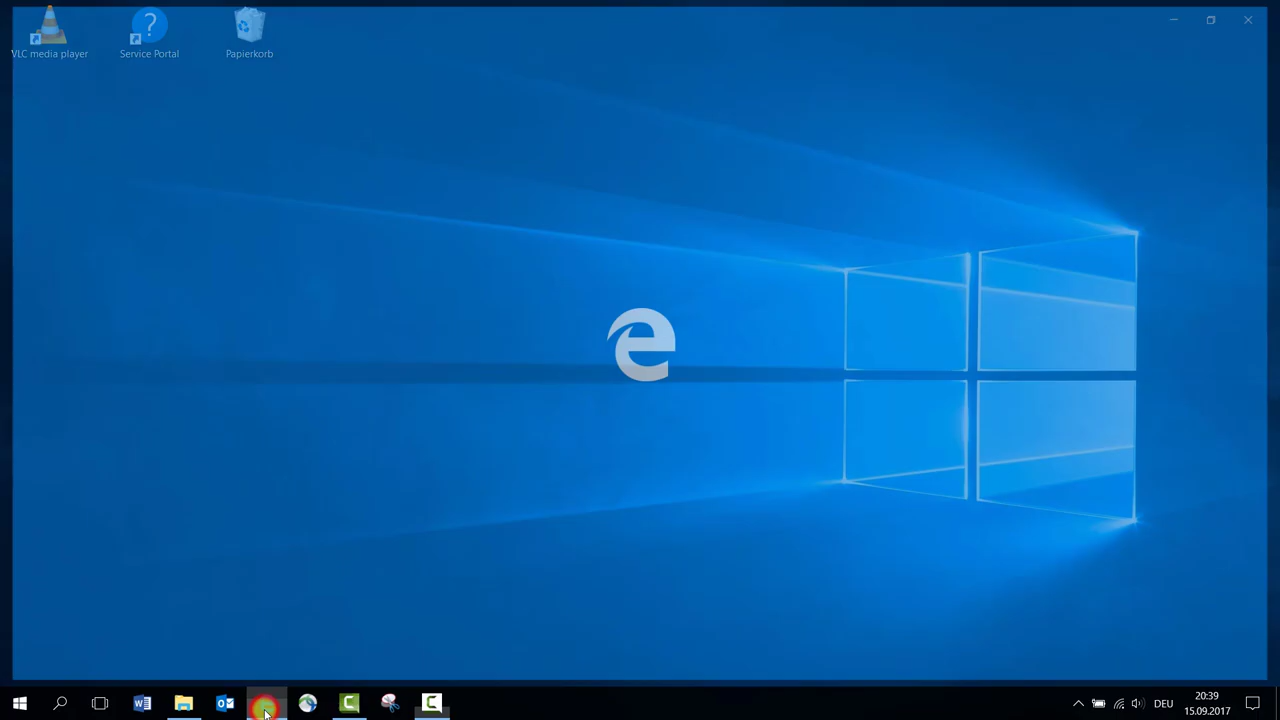 VLC media player
Service Portal
Papierkorb
DEU
20:39
15.09.2017